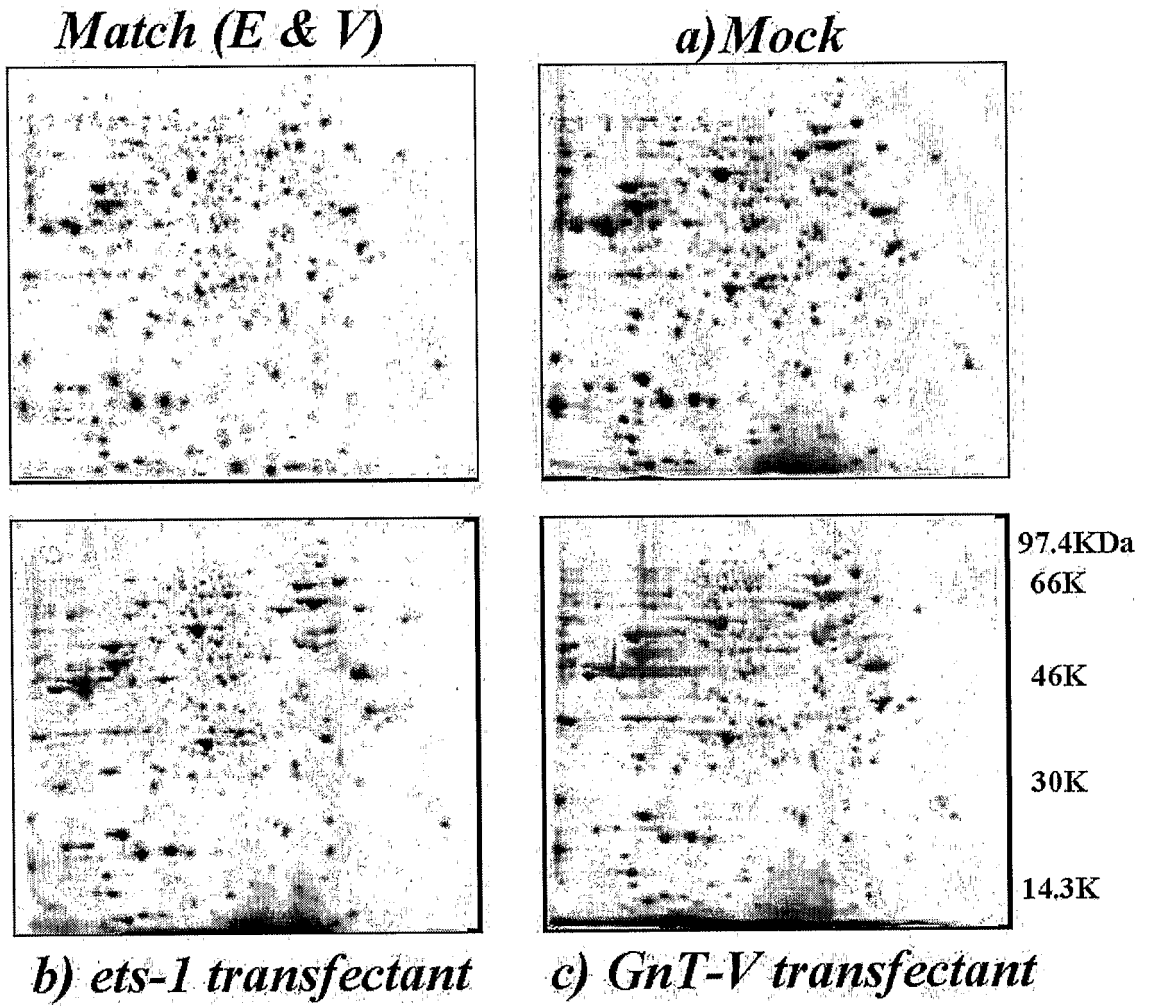 Match (E & V)
a)Mock
97.4KDa
66K
46K
30K
14.3K
b) ets-1 transfectant
c) GnT-V transfectant